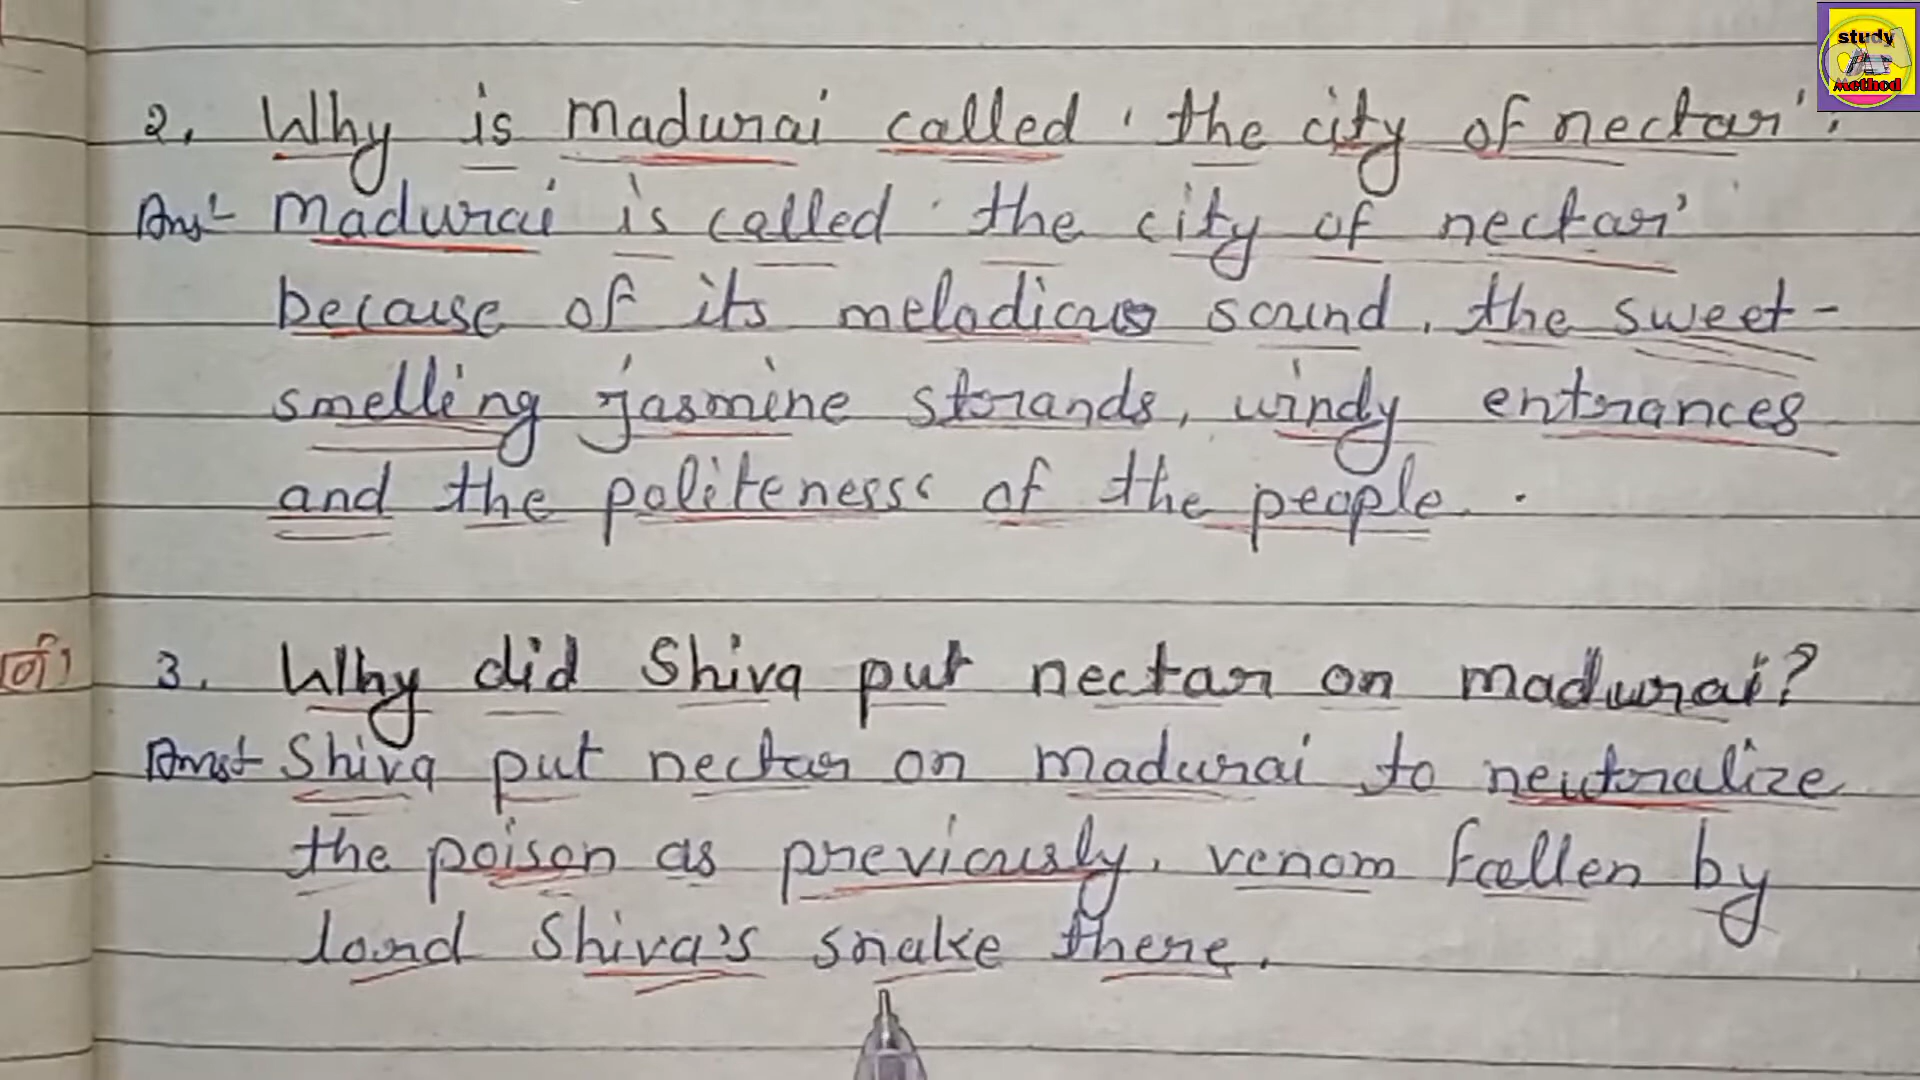 study
Method
2. Why is madurai called 'the city of nectar'.
Ans- Madurai is called 'the city of nectar'
because of its melodious sound, the sweet-
smelling jasmine strands, windy entrances
and the politeness of the people.
3. Why did Shiva put nectar on madurai?
Ans- Shiva put nectar on madurai to neutralize
the poison as previously, venom fallen by
lord Shiva's snake there.